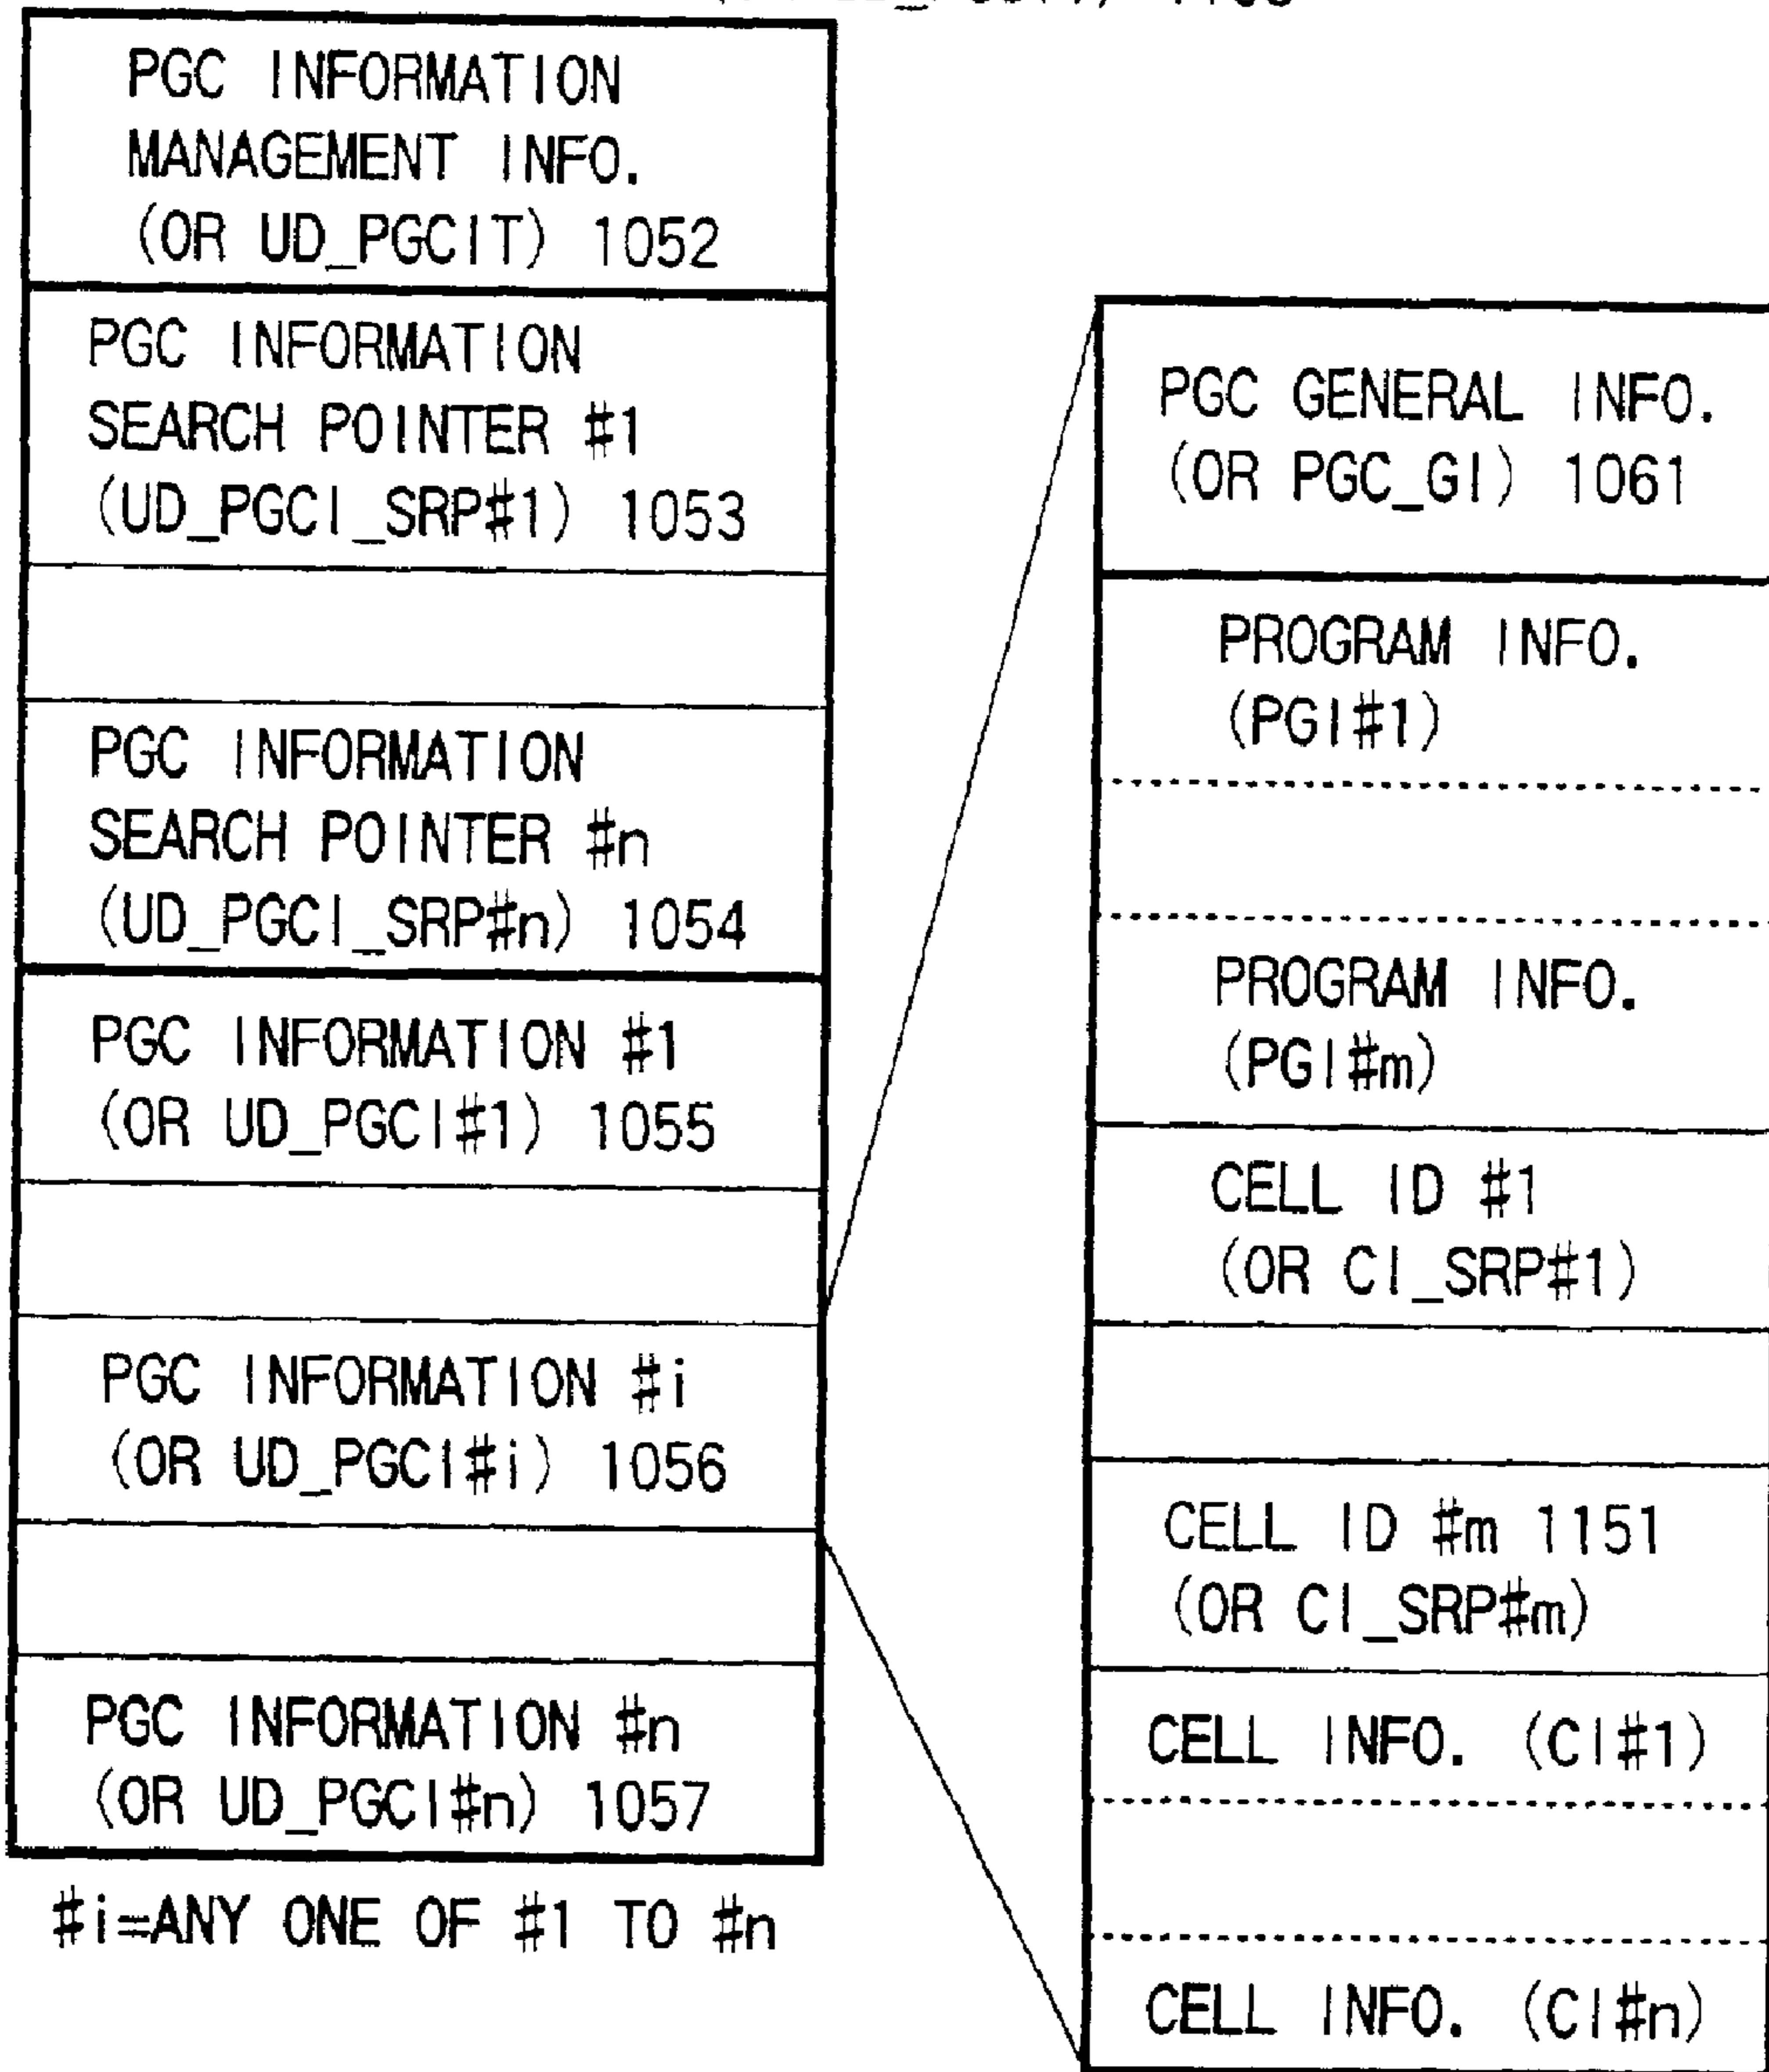 PGC INFORMATION
MANAGEMENT INFO.
(OR UD_PGCIT) 1052
PGC INFORMATION
SEARCH POINTER #1
(UD_PGCI_SRP#1) 1053
PGC INFORMATION
SEARCH POINTER #n
(UD_PGCI_SRP#n) 1054
PGC INFORMATION #1
(OR UD_PGCI#1) 1055
PGC INFORMATION #i
(OR UD_PGCI#i) 1056
PGC INFORMATION #n
(OR UD_PGCI#n) 1057
#i=ANY ONE OF #1 TO #n
PGC GENERAL INFO.
(OR PGC_GI) 1061
PROGRAM INFO.
(PGI#1)
PROGRAM INFO.
(PGI#m)
CELL ID #1
(OR CI_SRP#1)
CELL ID #m 1151
(OR CI_SRP#m)
CELL INFO. (CI#1)
CELL INFO. (CI#n)